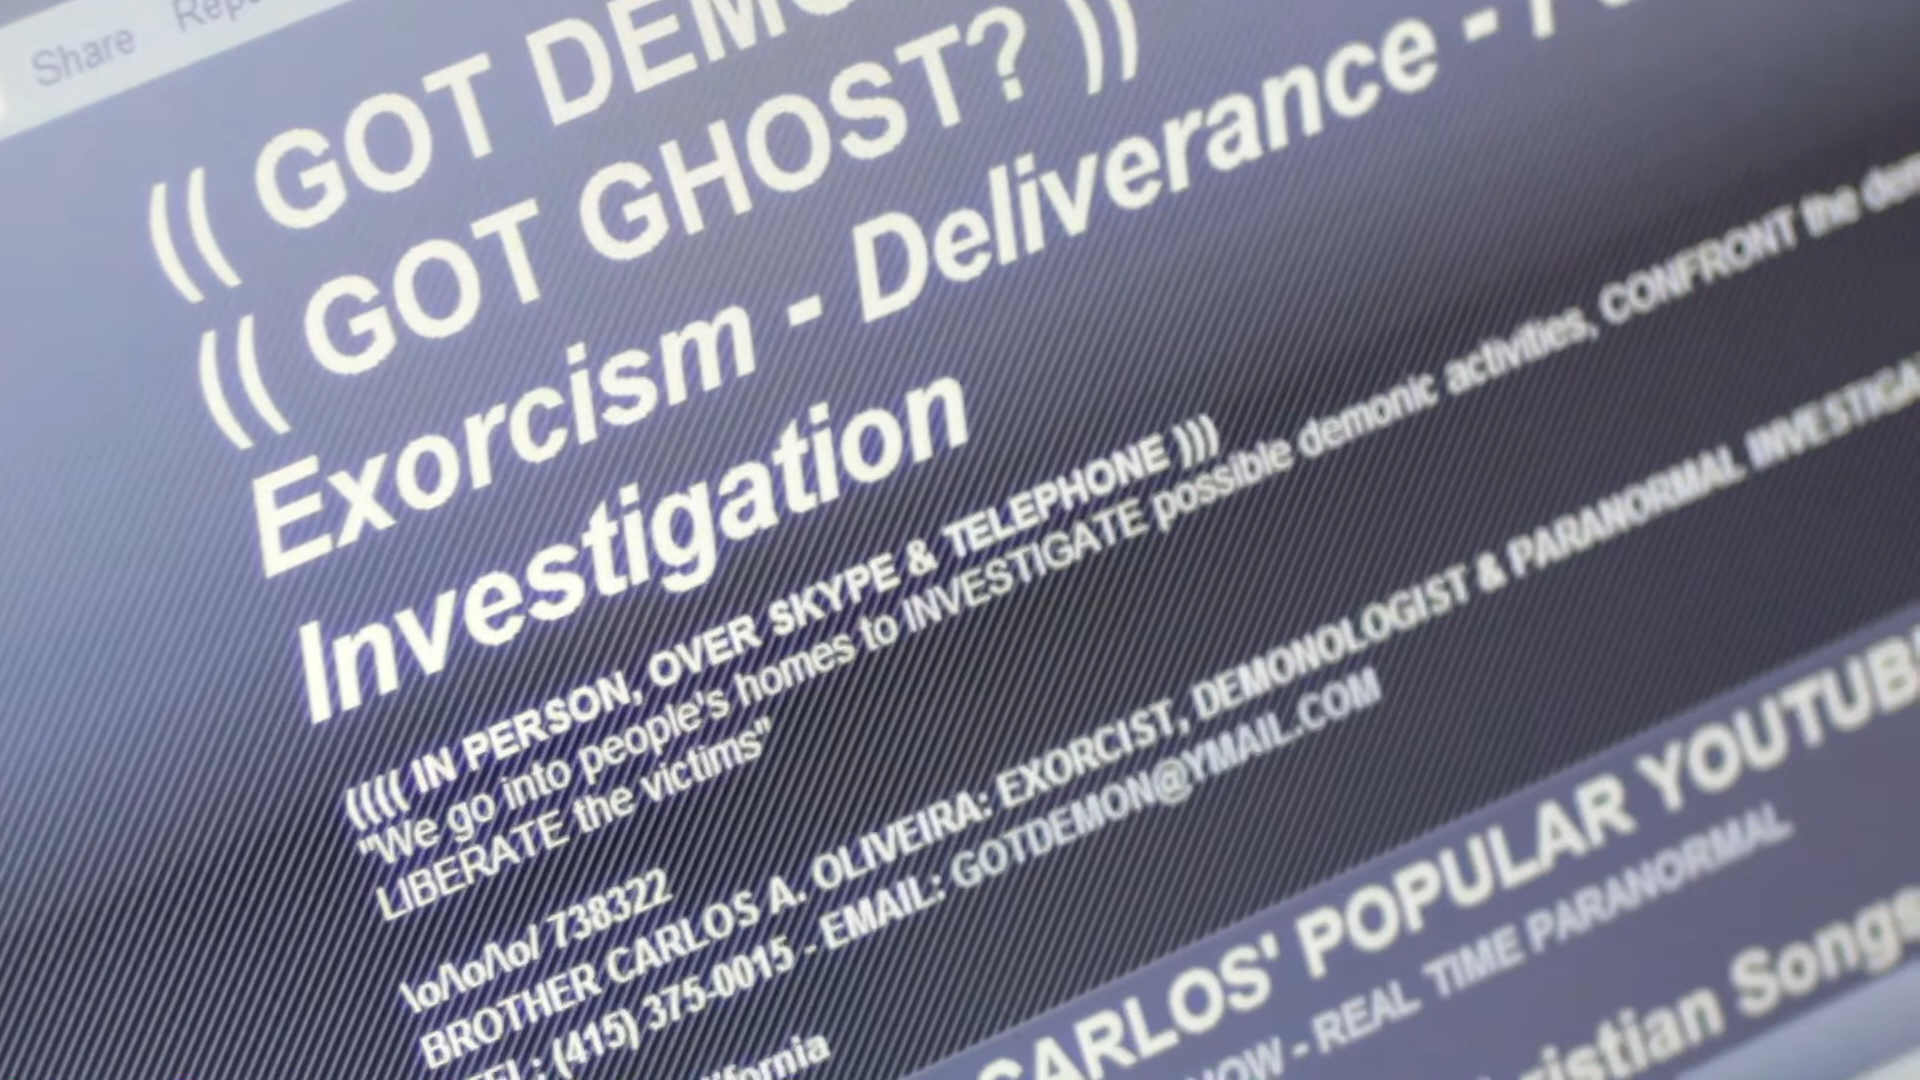 Share
(( GOT
(( GOT GHOST? ))
Exorcism - Deliverance -
Investigation
(((( IN PERSON, OVER SKYPE & TELEPHONE )))
"We go into people's homes to INVESTIGATE possible demonic activities, CONFRONT the
LIBERATE the victims"
\o/\o/\o/ 738322
BROTHER CARLOS A. OLIVEIRA: EXORCIST, DEMONOLOGIST & PARANORMAL
(415) 375-0015 - EMAIL: GOTDEMON@YMAIL.COM
CARLOS' POPULAR
- REAL TIME PARANORMAL
Songs